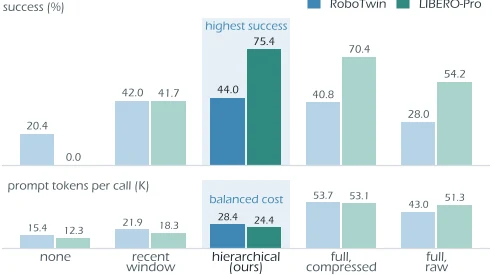 success (%)
RoboTwin
LIBERO-Pro
highest success
20.4
0.0
42.0
41.7
44.0
75.4
40.8
70.4
28.0
54.2
prompt tokens per call (K)
balanced cost
15.4
12.3
21.9
18.3
28.4
24.4
53.7
53.1
43.0
51.3
none
recent
window
hierarchical
(ours)
full,
compressed
full,
raw